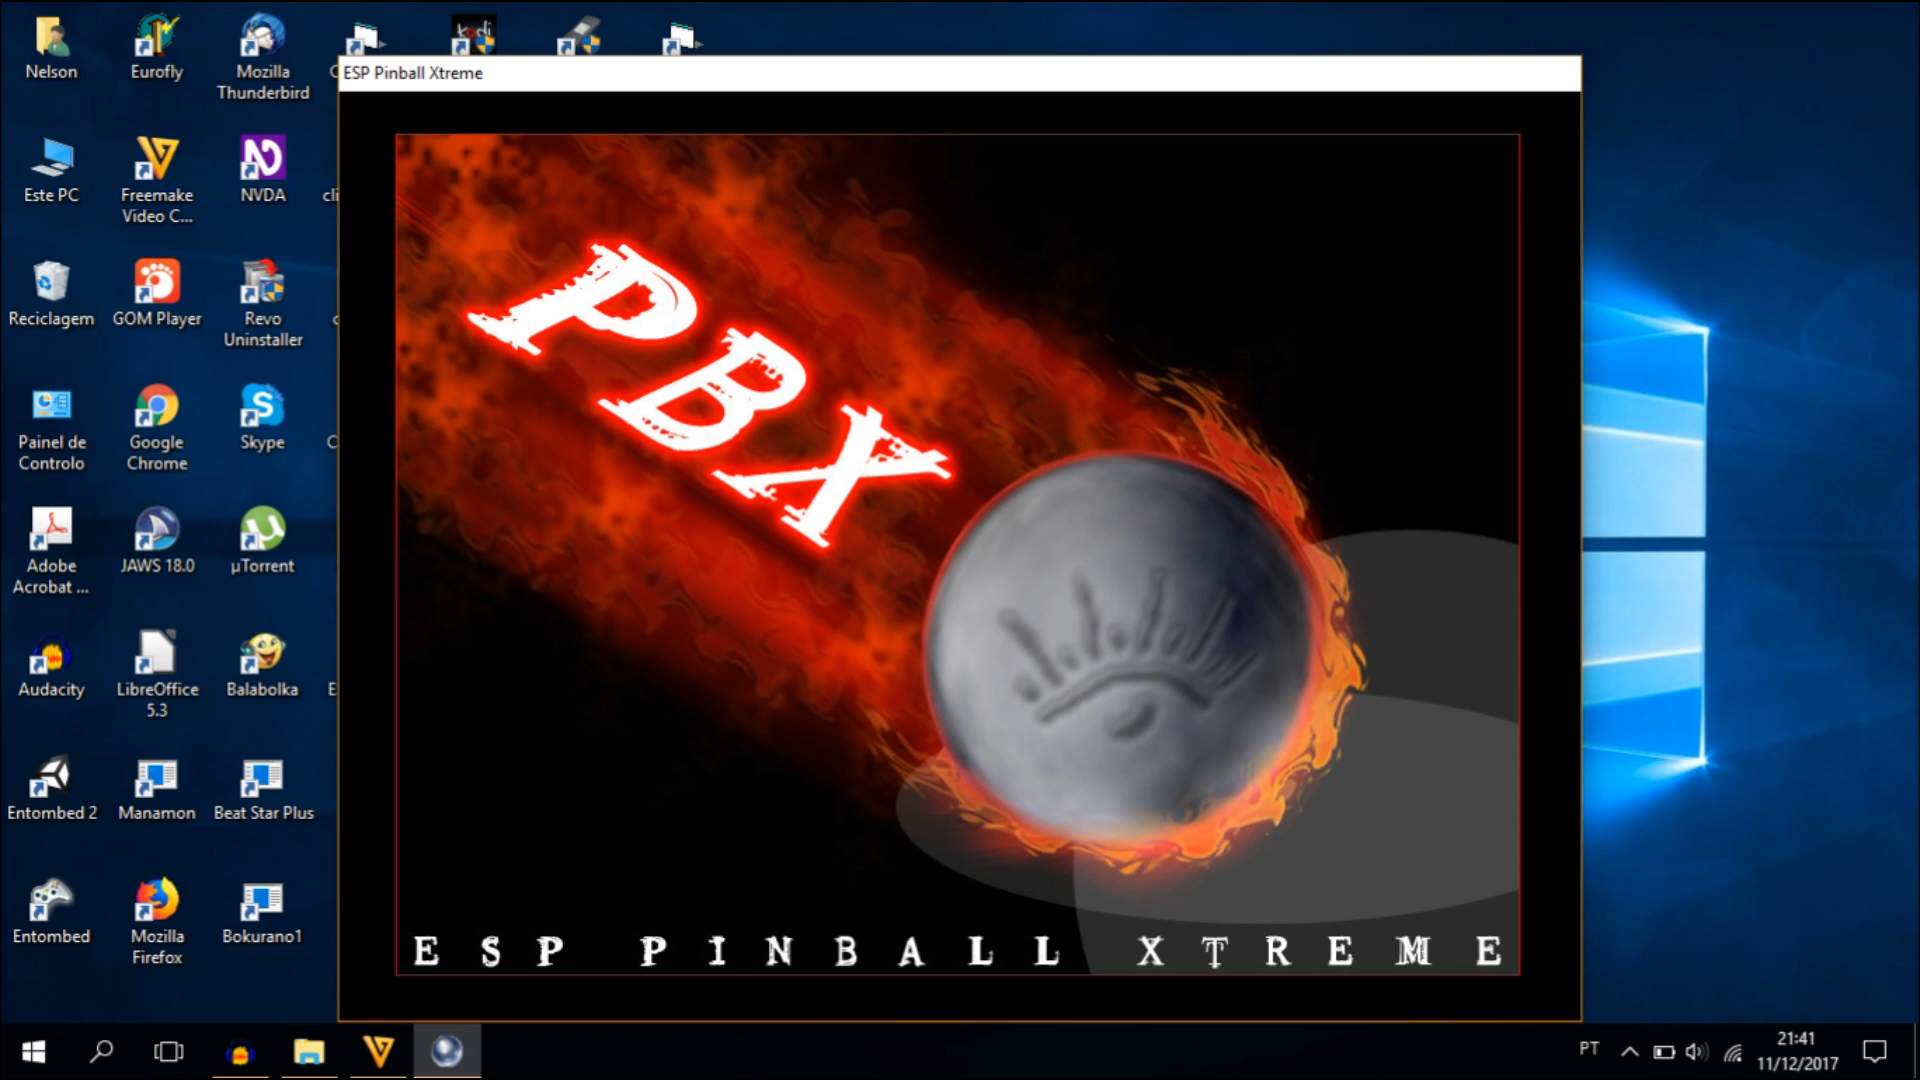 Nelson
Eurofly
Mozilla
Thunderbird
kodi
ESP Pinball Xtreme
Este PC
Freemake
Video C...
NVDA
cli
Reciclagem
GOM Player
Revo
Uninstaller
Painel de
Controlo
Google
Chrome
Skype
Adobe
Acrobat ...
JAWS 18.0
µTorrent
Audacity
LibreOffice
5.3
Balabolka
Entombed 2
Manamon
Beat Star Plus
Entombed
Mozilla
Firefox
Bokurano1
PBX
ESP PINBALL XTREME
PT
21:41
11/12/2017